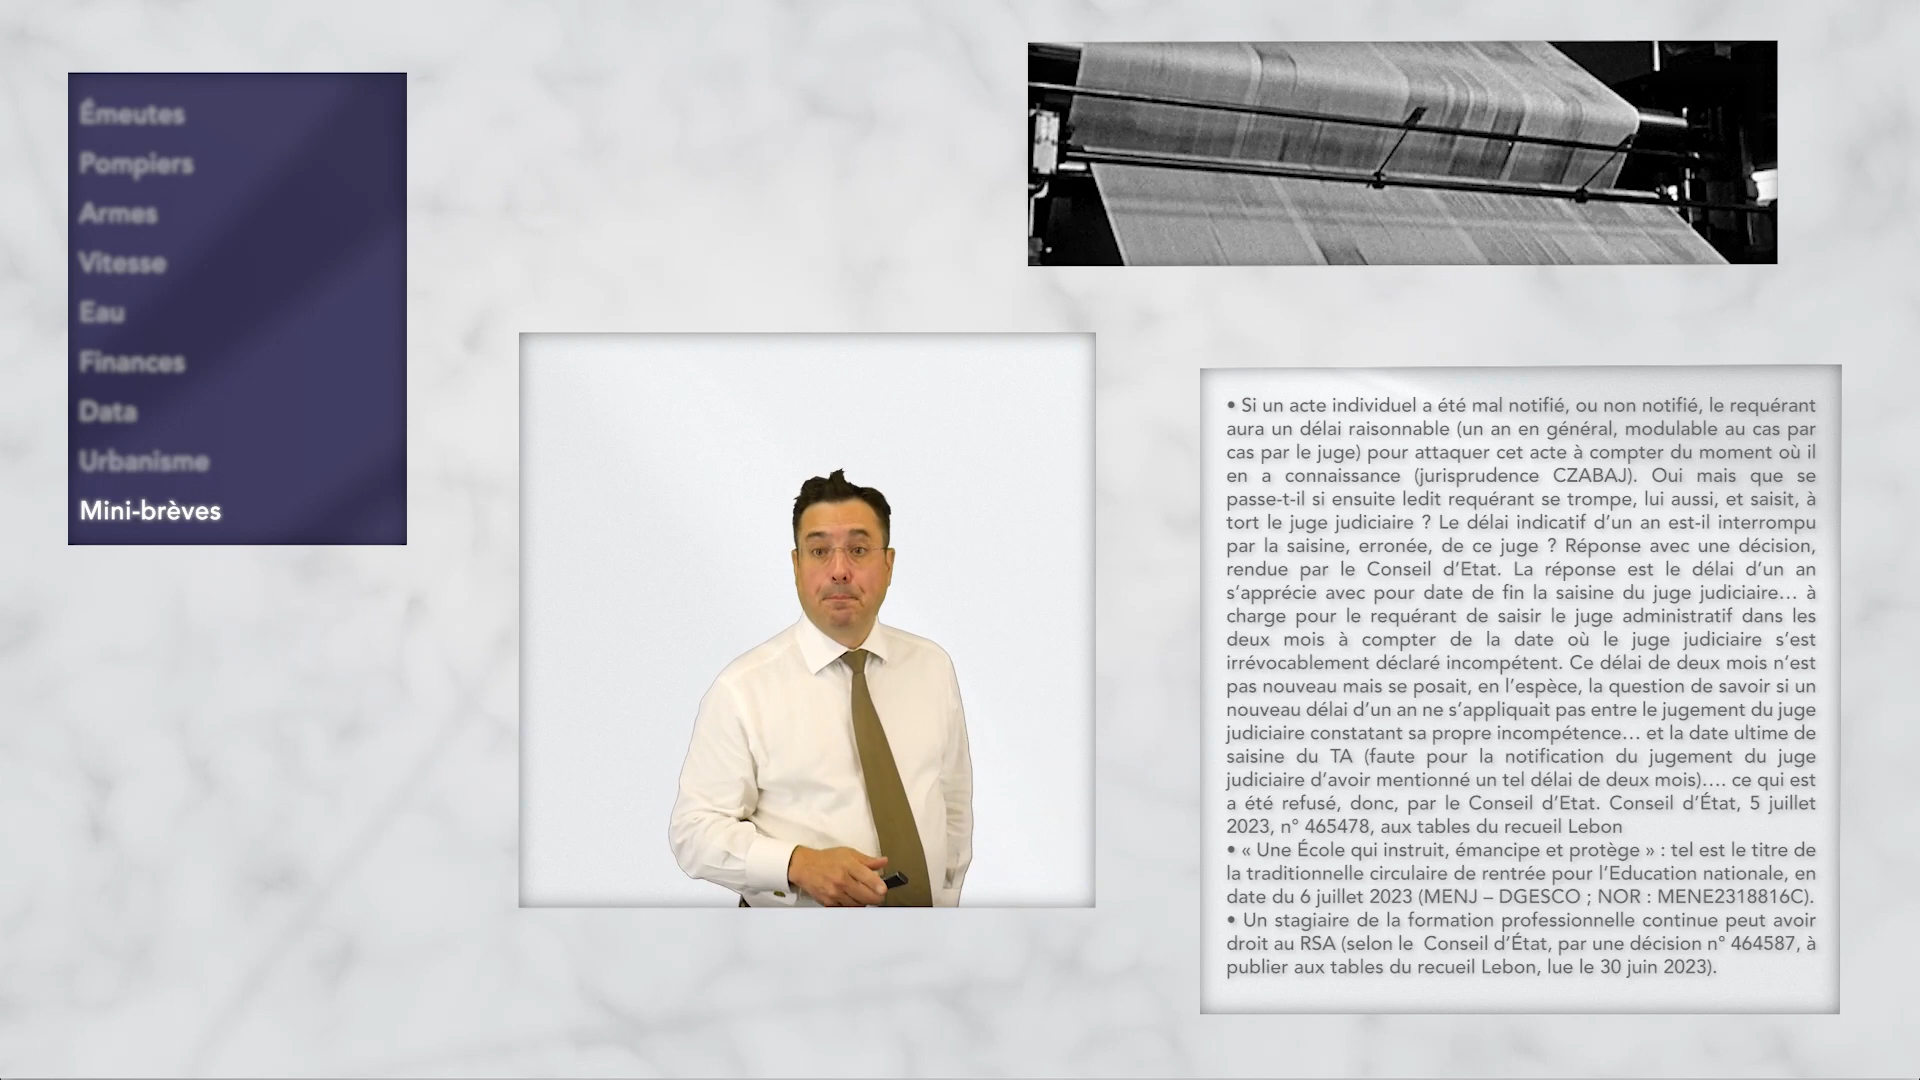 Émeutes
Pompiers
Armes
Vitesse
Eau
Finances
Data
Urbanisme
Mini-brèves
• Si un acte individuel a été mal notifié, ou non notifié, le requérant
aura un délai raisonnable (un an en général, modulable au cas par
cas par le juge) pour attaquer cet acte à compter du moment où il
en a connaissance (jurisprudence CZABAJ). Oui mais que se
passe-t-il si ensuite ledit requérant se trompe, lui aussi, et saisit, à
tort le juge judiciaire ? Le délai indicatif d’un an est-il interrompu
par la saisine, erronée, de ce juge ? Réponse avec une décision,
rendue par le Conseil d’Etat. La réponse est le délai d’un an
s’apprécie avec pour date de fin la saisine du juge judiciaire… à
charge pour le requérant de saisir le juge administratif dans les
deux mois à compter de la date où le juge judiciaire s’est
irrévocablement déclaré incompétent. Ce délai de deux mois n’est
pas nouveau mais se posait, en l’espèce, la question de savoir si un
nouveau délai d’un an ne s’appliquait pas entre le jugement du juge
judiciaire constatant sa propre incompétence… et la date ultime de
saisine du TA (faute pour la notification du jugement du juge
judiciaire d’avoir mentionné un tel délai de deux mois)…. ce qui est
a été refusé, donc, par le Conseil d’Etat. Conseil d’État, 5 juillet
2023, n° 465478, aux tables du recueil Lebon
• « Une École qui instruit, émancipe et protège » : tel est le titre de
la traditionnelle circulaire de rentrée pour l’Education nationale, en
date du 6 juillet 2023 (MENJ – DGESCO ; NOR : MENE2318816C).
• Un stagiaire de la formation professionnelle continue peut avoir
droit au RSA (selon le Conseil d’État, par une décision n° 464587, à
publier aux tables du recueil Lebon, lue le 30 juin 2023).